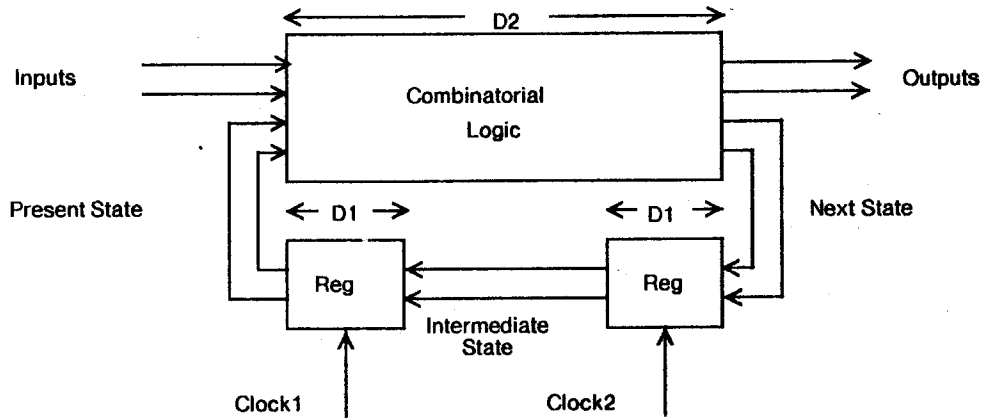 D2
Inputs
Combinatorial
Logic
Outputs
Present State
D1
D1
Next State
Reg
Reg
Intermediate
State
Clock1
Clock2